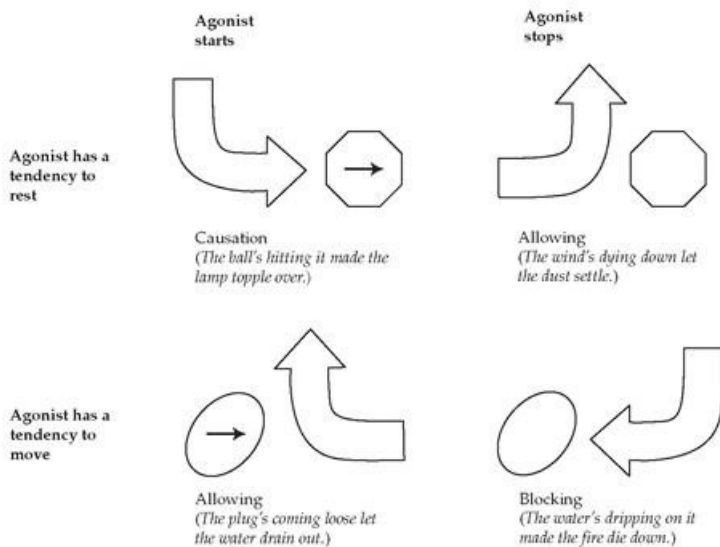 Agonist
starts
Agonist
stops
Agonist has a
tendency to
rest
Causation
(The ball's hitting it made the
lamp topple over.)
Allowing
(The wind's dying down let
the dust settle.)
Agonist has a
tendency to
move
Allowing
(The plug's coming loose let
the water drain out.)
Blocking
(The water's dripping on it
made the fire die down.)